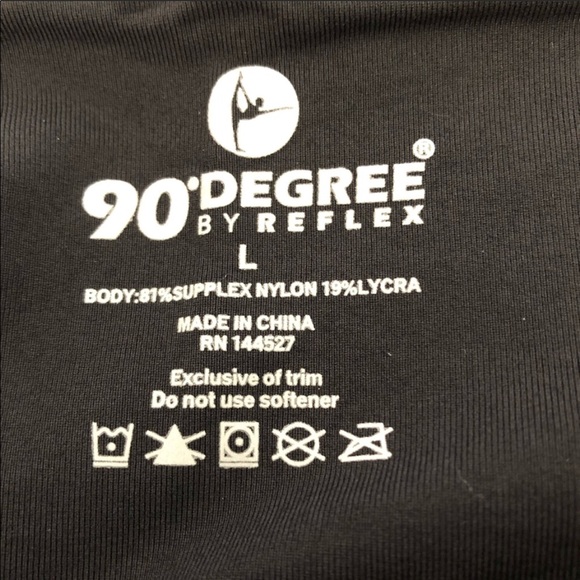 90°DEGREE®
BY REFLEX
L
BODY:81%SUPPLEX NYLON 19%LYCRA
MADE IN CHINA
RN 144527
Exclusive of trim
Do not use softener